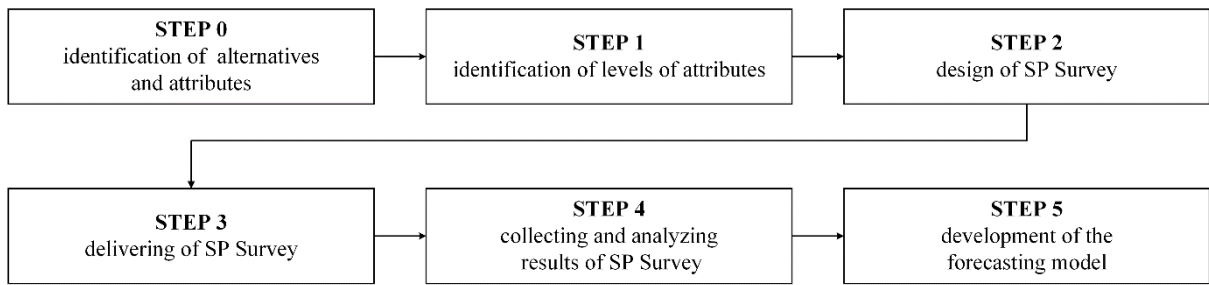 STEP 0
identification of alternatives
and attributes
STEP 1
identification of levels of attributes
STEP 2
design of SP Survey
STEP 3
delivering of SP Survey
STEP 4
collecting and analyzing
results of SP Survey
STEP 5
development of the
forecasting model